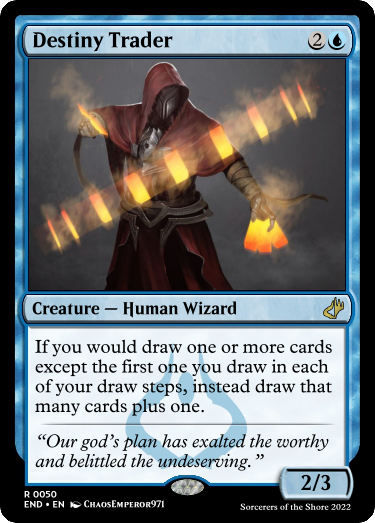 Destiny Trader 2
Creature — Human Wizard
If you would draw one or more cards
except the first one you draw in each
of your draw steps, instead draw that
many cards plus one.
“Our god’s plan has exalted the worthy
and belittled the undeserving.”
2/3
R 0050
END • EN ChaosEmperor971
Sorcerers of the Shore 2022